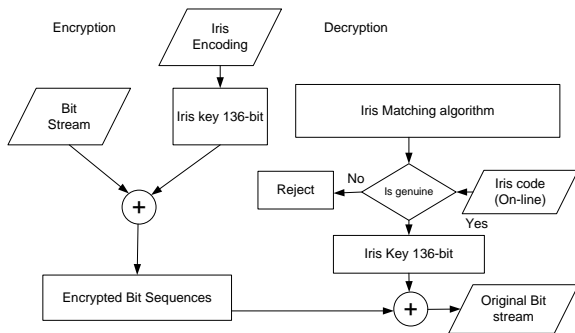 Encryption
Iris
Encoding
Decryption
Bit
Stream
Iris key 136-bit
Iris Matching algorithm
No
Is genuine
Reject
Iris code
(On-line)
Yes
+
Iris Key 136-bit
Encrypted Bit Sequences
+
Original Bit
stream